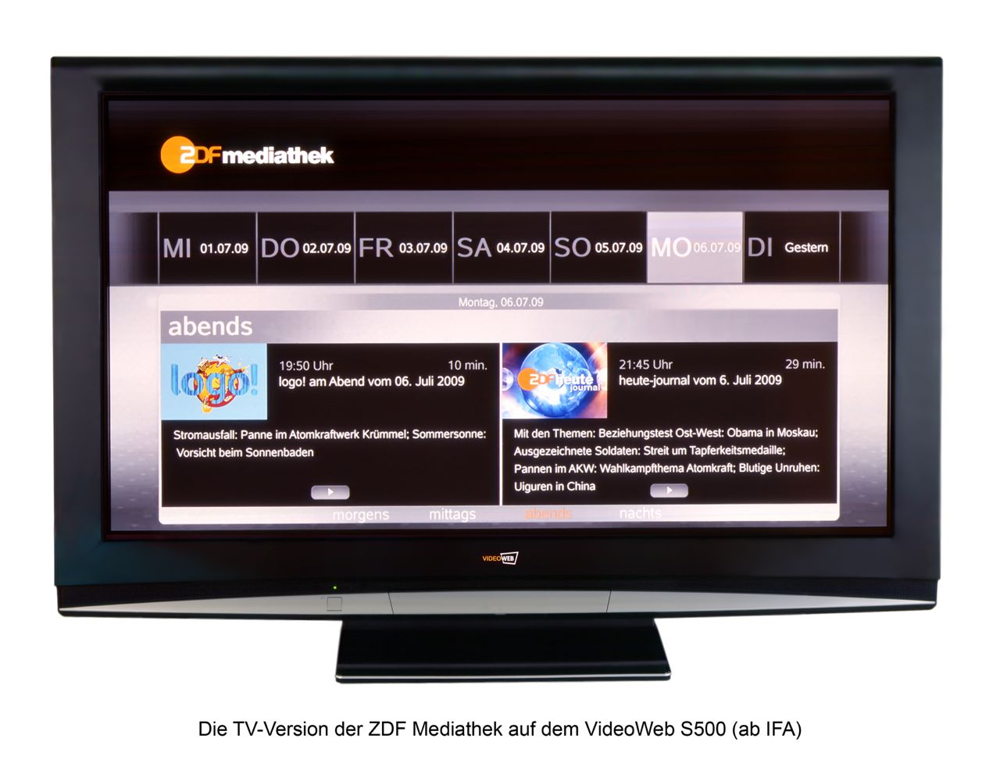 ZDFmediathek
MI 01.07.09 DO 02.07.09 FR 03.07.09 SA 04.07.09 SO 05.07.09 MO 06.07.09 DI Gestern
Montag, 06.07.09
abends
logo!
19:50 Uhr 10 min.
logo! am Abend vom 06. Juli 2009
Stromausfall: Panne im Atomkraftwerk Krümmel; Sommersonne:
Vorsicht beim Sonnenbaden
ZDFheute
journal
21:45 Uhr 29 min.
heute-journal vom 6. Juli 2009
Mit den Themen: Beziehungstest Ost-West: Obama in Moskau;
Ausgezeichnete Soldaten: Streit um Tapferkeitsmedaille;
Pannen im AKW: Wahlkampfthema Atomkraft; Blutige Unruhen:
Uiguren in China
morgens mittags abends nachts
VIDEOWEB
Die TV-Version der ZDF Mediathek auf dem VideoWeb S500 (ab IFA)